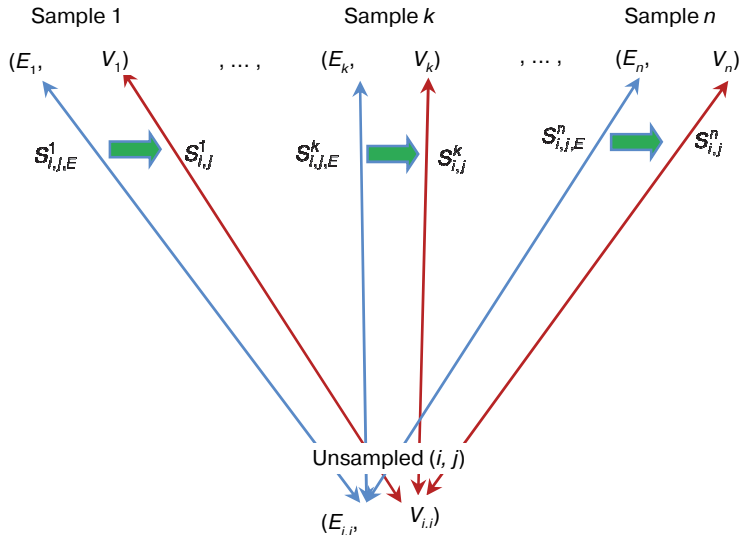 Sample 1 Sample k Sample n
(E₁, V₁) , ... , (Eₖ, Vₖ) , ... , (Eₙ, Vₙ)
S¹ᵢ,ⱼ,E S¹ᵢ,ⱼ Sᵏᵢ,ⱼ,E Sᵏᵢ,ⱼ Sⁿᵢ,ⱼ,E Sⁿᵢ,ⱼ
Unsampled (i, j)
(Eᵢ,ᵢ, Vᵢ,ᵢ)